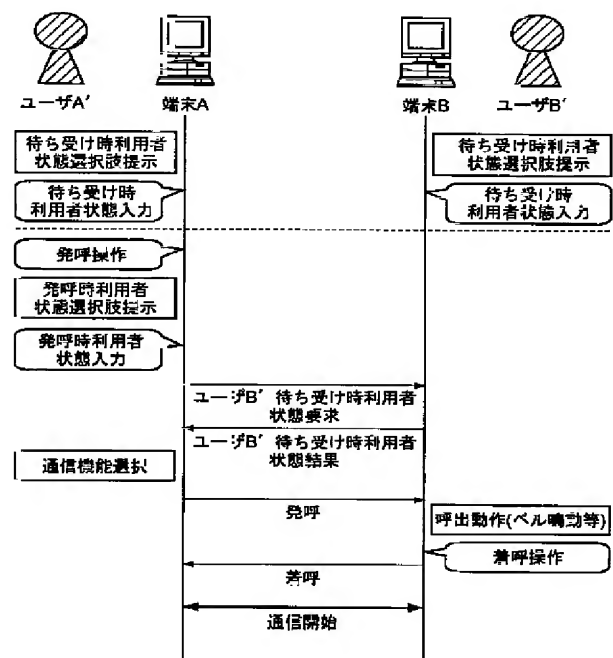 ユーザA′
端末A
端末B
ユーザB′
待ち受け時利用者
状態選択肢提示
待ち受け時利用者
状態選択肢提示
待ち受け時
利用者状態入力
待ち受け時
利用者状態入力
発呼操作
発呼時利用者
状態選択肢提示
発呼時利用者
状態入力
ユーザB′ 待ち受け時利用者
状態要求
ユーザB′ 待ち受け時利用者
状態結果
通信機能選択
発呼
呼出動作(ベル鳴動等)
着呼操作
着呼
通信開始